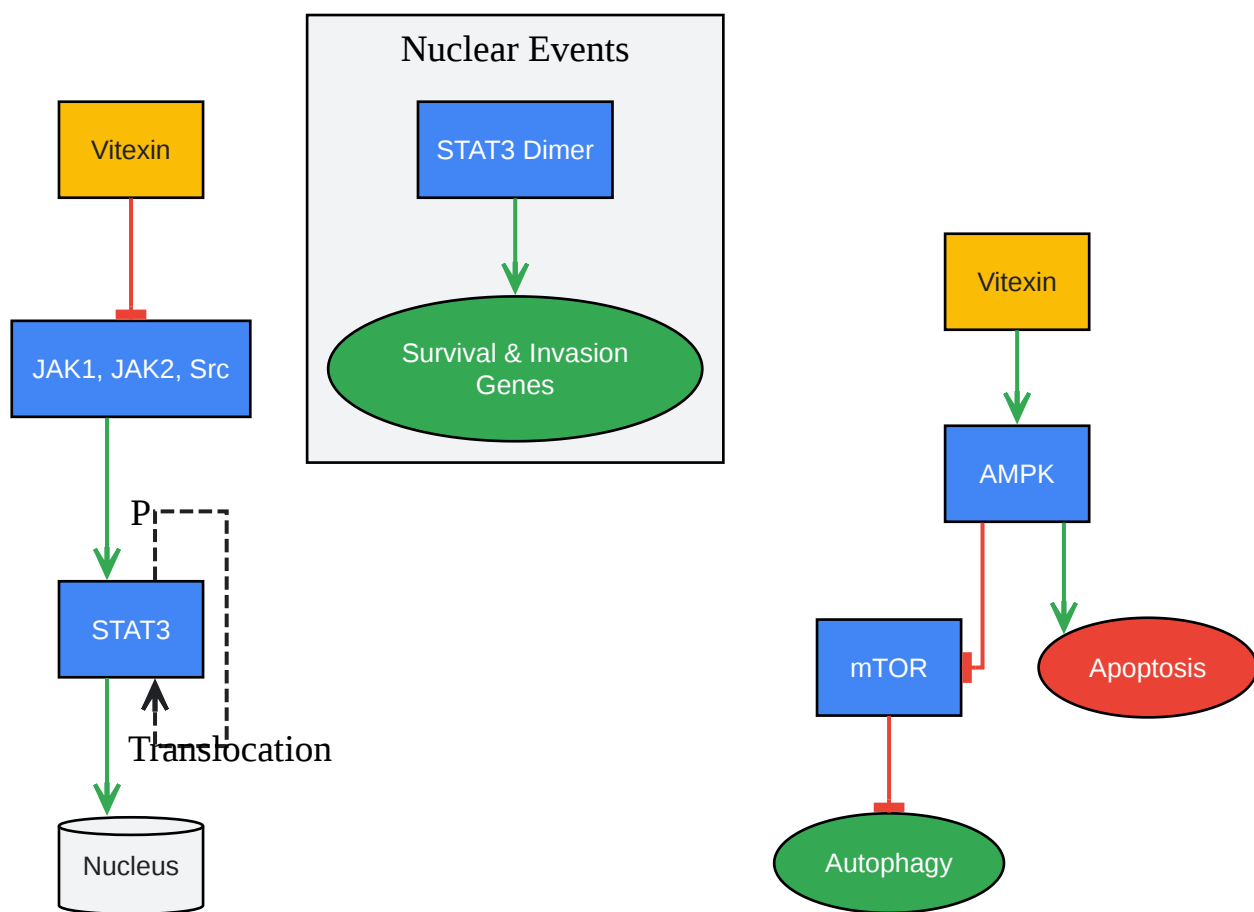 Nuclear Events
Vitexin
STAT3 Dimer
JAK1, JAK2, Src
Survival & Invasion
Genes
P
STAT3
Translocation
Nucleus
Vitexin
AMPK
mTOR
Apoptosis
Autophagy